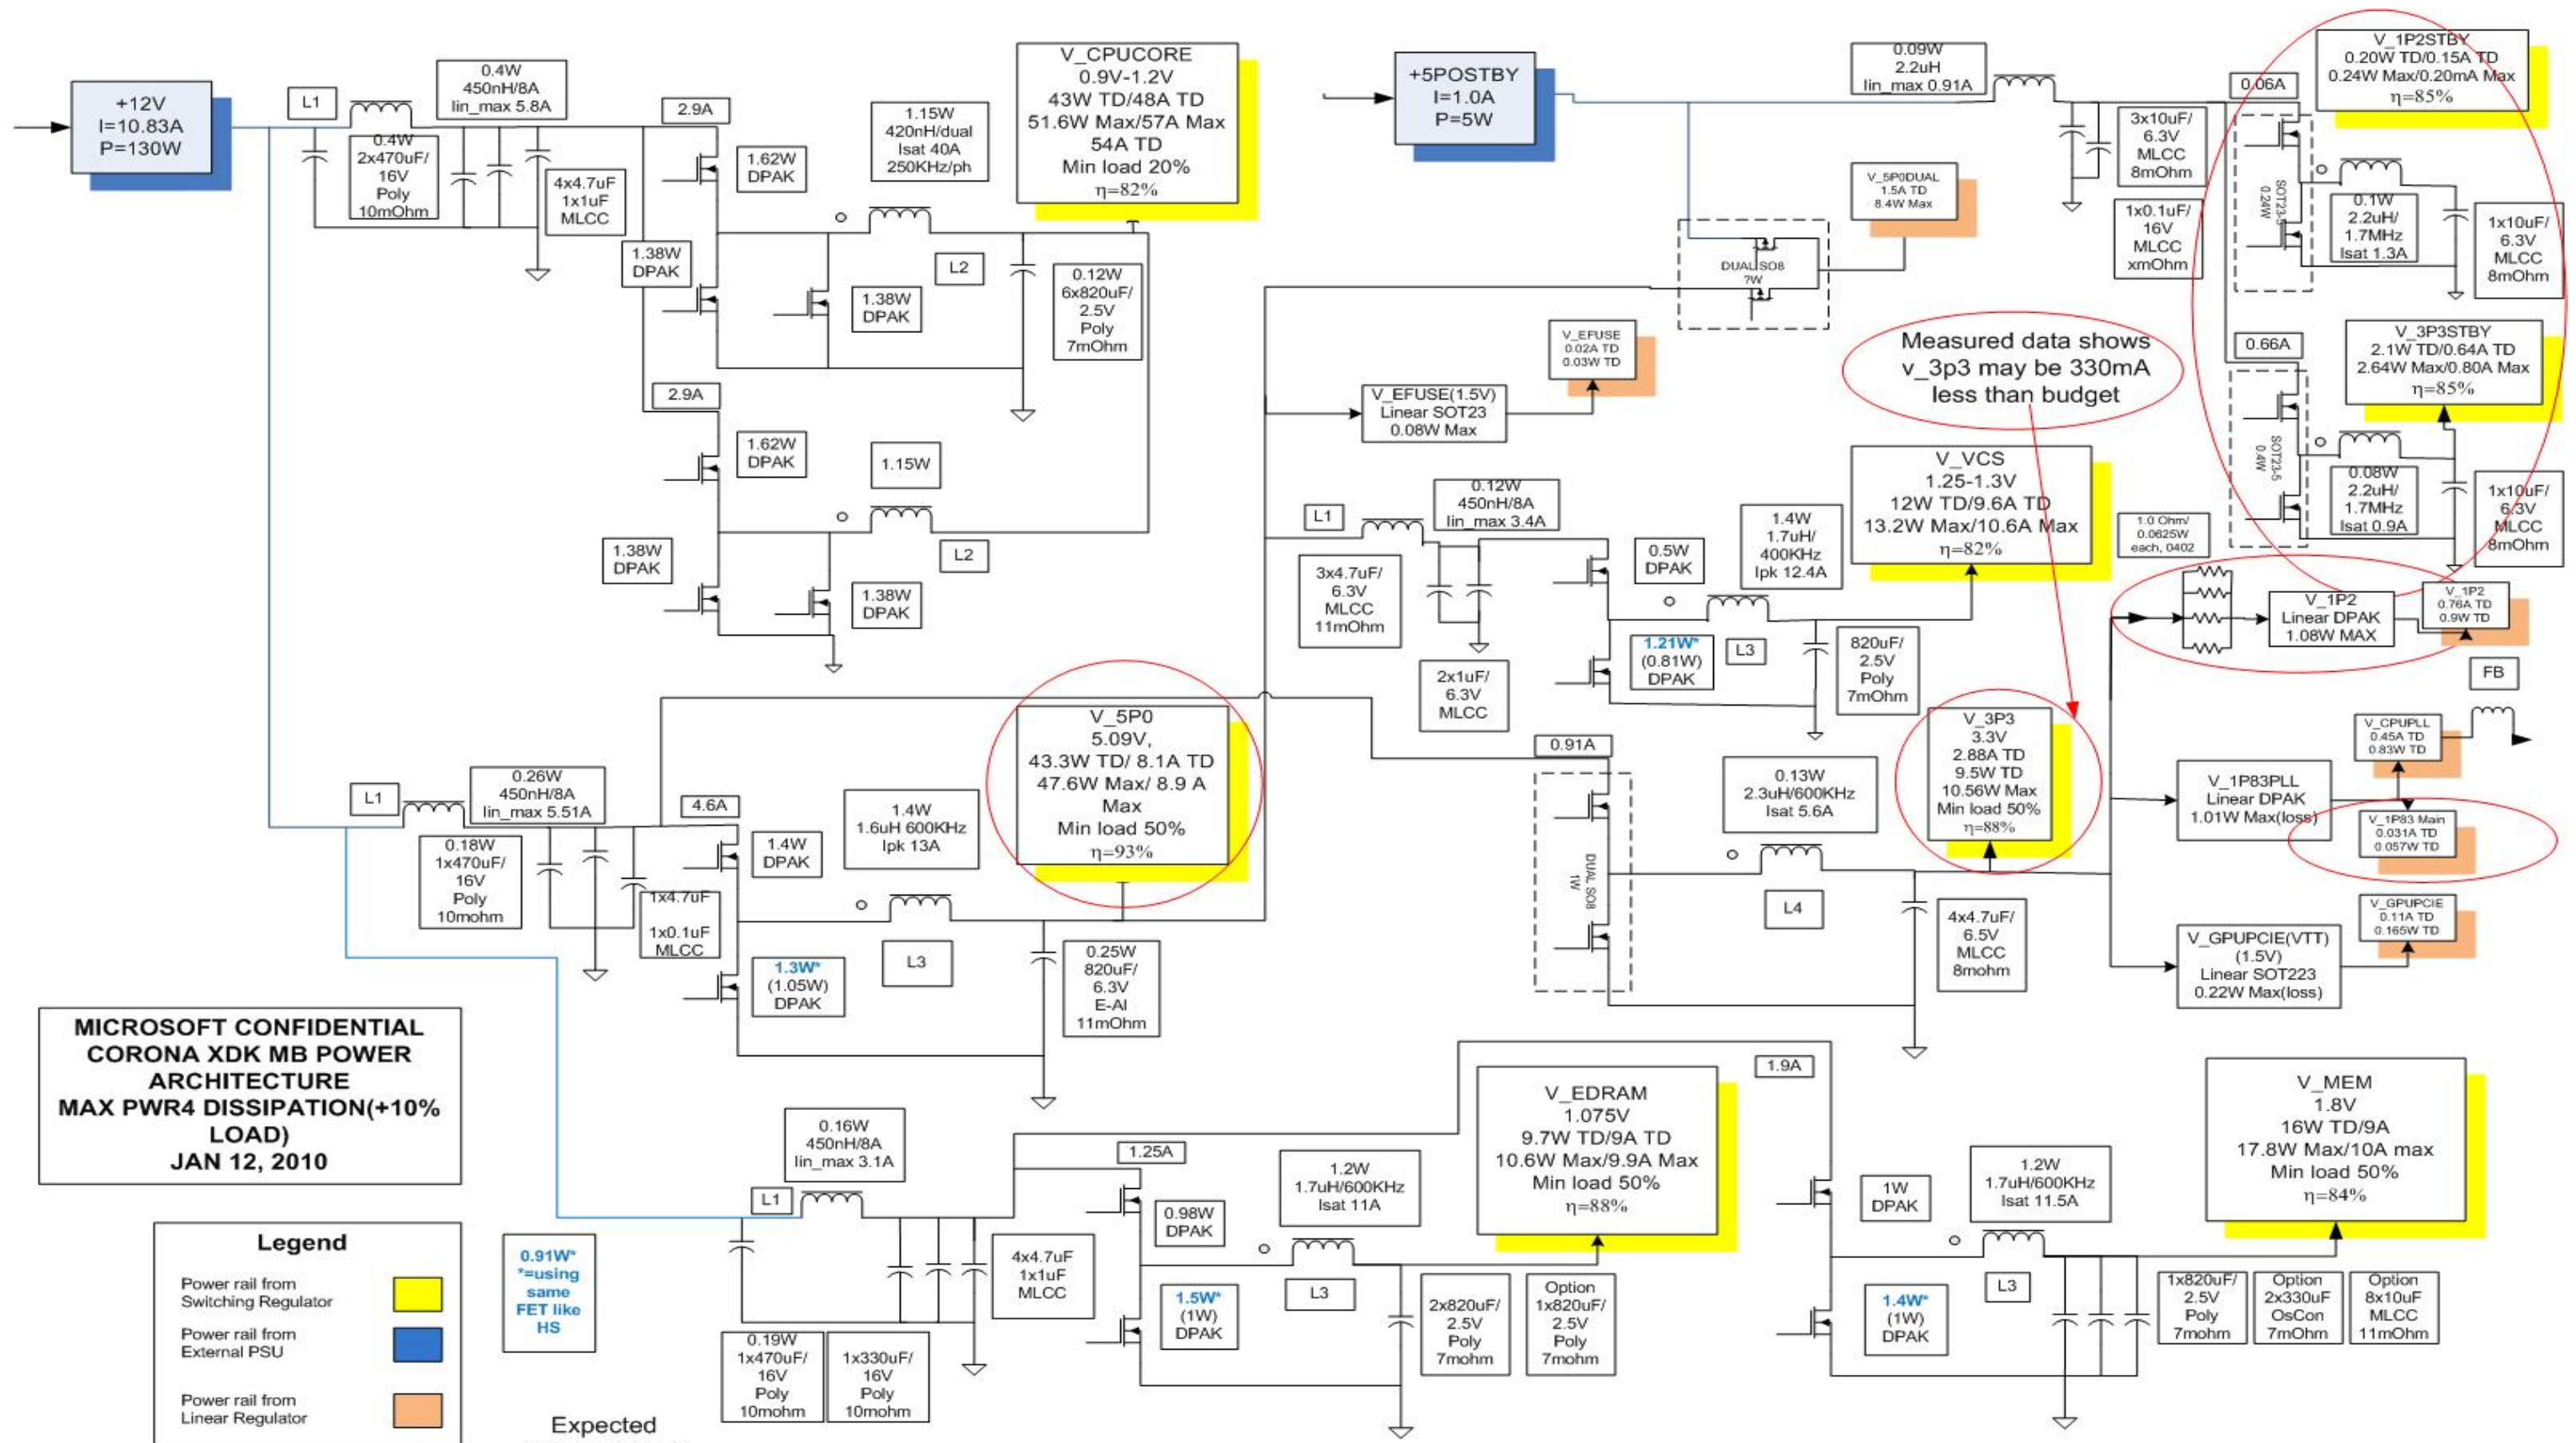 +12V
I=10.83A
P=130W
L1
0.4W
450nH/8A
Iin_max 5.8A
0.4W
2x470uF/
16V
Poly
10mOhm
4x4.7uF
1x1uF
MLCC
2.9A
1.62W
DPAK
1.38W
DPAK
1.38W
DPAK
1.15W
420nH/dual
Isat 40A
250KHz/ph
L2
V_CPUCORE
0.9V-1.2V
43W TD/48A TD
51.6W Max/57A Max
54A TD
Min load 20%
η=82%
0.12W
6x820uF/
2.5V
Poly
7mOhm
2.9A
1.62W
DPAK
1.15W
L2
1.38W
DPAK
1.38W
DPAK
+5POSTBY
I=1.0A
P=5W
0.09W
2.2uH
Iin_max 0.91A
3x10uF/
6.3V
MLCC
8mOhm
1x0.1uF/
16V
MLCC
xmOhm
V_5P0DUAL
1.5A TD
8.4W Max
DUAL SO8
?W
V_1P2STBY
0.20W TD/0.15A TD
0.24W Max/0.20mA Max
η=85%
0.06A
SOT23-5
0.24W
0.1W
2.2uH/
1.7MHz
Isat 1.3A
1x10uF/
6.3V
MLCC
8mOhm
V_3P3STBY
2.1W TD/0.64A TD
2.64W Max/0.80A Max
η=85%
0.66A
SOT23-5
0.4W
0.08W
2.2uH/
1.7MHz
Isat 0.9A
1x10uF/
6.3V
MLCC
8mOhm
Measured data shows
v_3p3 may be 330mA
less than budget
V_EFUSE
0.02A TD
0.03W TD
V_EFUSE(1.5V)
Linear SOT23
0.08W Max
L1
0.12W
450nH/8A
Iin_max 3.4A
3x4.7uF/
6.3V
MLCC
11mOhm
2x1uF/
6.3V
MLCC
0.5W
DPAK
1.21W*
(0.81W)
DPAK
1.4W
1.7uH/
400KHz
Ipk 12.4A
L3
V_VCS
1.25-1.3V
12W TD/9.6A TD
13.2W Max/10.6A Max
η=82%
820uF/
2.5V
Poly
7mOhm
1.0 Ohm/
0.0625W
each, 0402
V_1P2
Linear DPAK
1.08W MAX
V_1P2
0.76A TD
0.9W TD
FB
V_CPUPLL
0.45A TD
0.83W TD
V_1P83PLL
Linear DPAK
1.01W Max(loss)
V_1P83 Main
0.031A TD
0.057W TD
V_GPUPCIE
0.11A TD
0.165W TD
V_GPUPCIE(VTT)
(1.5V)
Linear SOT223
0.22W Max(loss)
L1
0.26W
450nH/8A
Iin_max 5.51A
0.18W
1x470uF/
16V
Poly
10mohm
1x4.7uF
1x0.1uF
MLCC
4.6A
1.4W
DPAK
1.3W*
(1.05W)
DPAK
1.4W
1.6uH 600KHz
Ipk 13A
L3
V_5P0
5.09V,
43.3W TD/ 8.1A TD
47.6W Max/ 8.9 A
Max
Min load 50%
η=93%
0.25W
820uF/
6.3V
E-Al
11mOhm
0.91A
DUAL SO8
1W
0.13W
2.3uH/600KHz
Isat 5.6A
L4
V_3P3
3.3V
2.88A TD
9.5W TD
10.56W Max
Min load 50%
η=88%
4x4.7uF/
6.5V
MLCC
8mohm
MICROSOFT CONFIDENTIAL
CORONA XDK MB POWER
ARCHITECTURE
MAX PWR4 DISSIPATION(+10%
LOAD)
JAN 12, 2010
Legend
Power rail from
Switching Regulator
Power rail from
External PSU
Power rail from
Linear Regulator
0.91W*
*=using
same
FET like
HS
Expected
L1
0.16W
450nH/8A
Iin_max 3.1A
0.19W
1x470uF/
16V
Poly
10mohm
1x330uF/
16V
Poly
10mohm
4x4.7uF
1x1uF
MLCC
1.25A
0.98W
DPAK
1.5W*
(1W)
DPAK
1.2W
1.7uH/600KHz
Isat 11A
L3
V_EDRAM
1.075V
9.7W TD/9A TD
10.6W Max/9.9A Max
Min load 50%
η=88%
2x820uF/
2.5V
Poly
7mohm
Option
1x820uF/
2.5V
Poly
7mohm
1.9A
1W
DPAK
1.4W*
(1W)
DPAK
1.2W
1.7uH/600KHz
Isat 11.5A
L3
V_MEM
1.8V
16W TD/9A
17.8W Max/10A max
Min load 50%
η=84%
1x820uF/
2.5V
Poly
7mohm
Option
2x330uF
OsCon
7mOhm
Option
8x10uF
MLCC
11mOhm